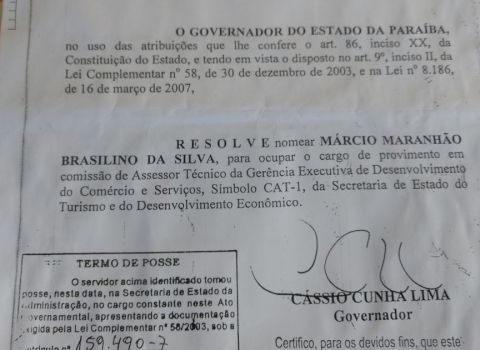 O GOVERNADOR DO ESTADO DA PARAÍBA,
no uso das atribuições que lhe confere o art. 86, inciso XX, da
Constituição do Estado, e tendo em vista o disposto no art. 9º, inciso II, da
Lei Complementar nº 58, de 30 de dezembro de 2003, e na Lei nº 8.186,
de 16 de março de 2007,
R E S O L V E nomear MÁRCIO MARANHÃO
BRASILINO DA SILVA, para ocupar o cargo de provimento em
comissão de Assessor Técnico da Gerência Executiva de Desenvolvimento
do Comércio e Serviços, Símbolo CAT-1, da Secretaria de Estado do
Turismo e do Desenvolvimento Econômico.
TERMO DE POSSE
O servidor acima identificado tomou
posse, nesta data, na Secretaria de Estado da
dministração, no cargo constante neste Ato
overnamental, apresentando a documentação
xigida pela Lei Complementar nº 58/2003, sob a
nº 159.490-7
CÁSSIO CUNHA LIMA
Governador
Certifico, para os devidos fins, que este